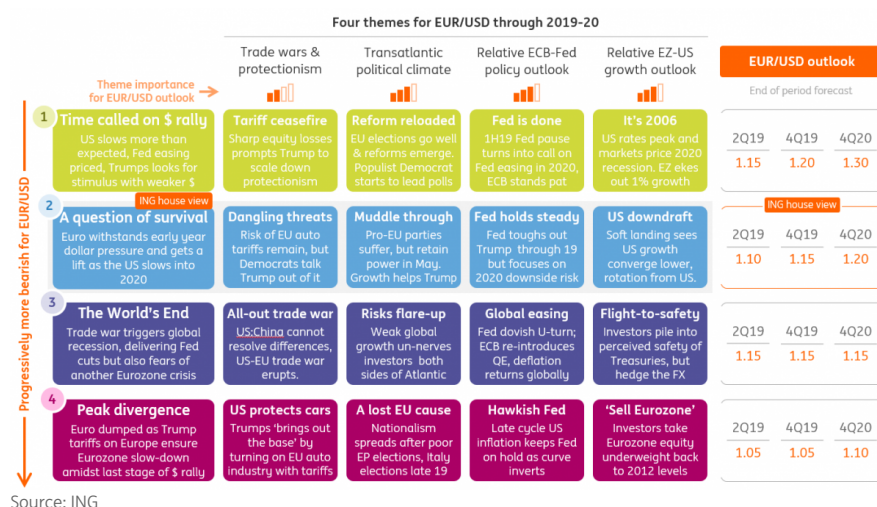 Four themes for EUR/USD through 2019-20
Trade wars &
protectionism
Transatlantic
political climate
Relative ECB-Fed
policy outlook
Relative EZ-US
growth outlook
EUR/USD outlook
Theme importance
for EUR/USD outlook
End of period forecast
Progressively more bearish for EUR/USD
1
Time called on $ rally
US slows more than
expected, Fed easing
priced, Trumps looks for
stimulus with weaker $
Tariff ceasefire
Sharp equity losses
prompts Trump to
scale down
protectionism
Reform reloaded
EU elections go well
& reforms emerge.
Populist Democrat
starts to lead polls
Fed is done
1H19 Fed pause
turns into call on
Fed easing in 2020,
ECB stands pat
It's 2006
US rates peak and
markets price 2020
recession. EZ ekes
out 1% growth
2Q19 4Q19 4Q20
1.15 1.20 1.30
2
ING house view
A question of survival
Euro withstands early year
dollar pressure and gets a
lift as the US slows into
2020
Dangling threats
Risk of EU auto
tariffs remain, but
Democrats talk
Trump out of it
Muddle through
Pro-EU parties
suffer, but retain
power in May.
Growth helps Trump
Fed holds steady
Fed toughs out
Trump through 19
but focuses on
2020 downside risk
US downdraft
Soft landing sees
US growth
converge lower,
rotation from US.
ING house view
2Q19 4Q19 4Q20
1.10 1.15 1.20
3
The World's End
Trade war triggers global
recession, delivering Fed
cuts but also fears of
another Eurozone crisis
All-out trade war
US:China cannot
resolve differences,
US-EU trade war
erupts.
Risks flare-up
Weak global
growth un-nerves
investors both
sides of Atlantic
Global easing
Fed dovish U-turn;
ECB re-introduces
QE, deflation
returns globally
Flight-to-safety
Investors pile into
perceived safety of
Treasuries, but
hedge the FX
2Q19 4Q19 4Q20
1.15 1.15 1.15
4
Peak divergence
Euro dumped as Trump
tariffs on Europe ensure
Eurozone slow-down
amidst last stage of $ rally
US protects cars
Trumps 'brings out
the base' by
turning on EU auto
industry with tariffs
A lost EU cause
Nationalism
spreads after poor
EP elections, Italy
elections late 19
Hawkish Fed
Late cycle US
inflation keeps Fed
on hold as curve
inverts
'Sell Eurozone'
Investors take
Eurozone equity
underweight back
to 2012 levels
2Q19 4Q19 4Q20
1.05 1.05 1.10
Source: ING